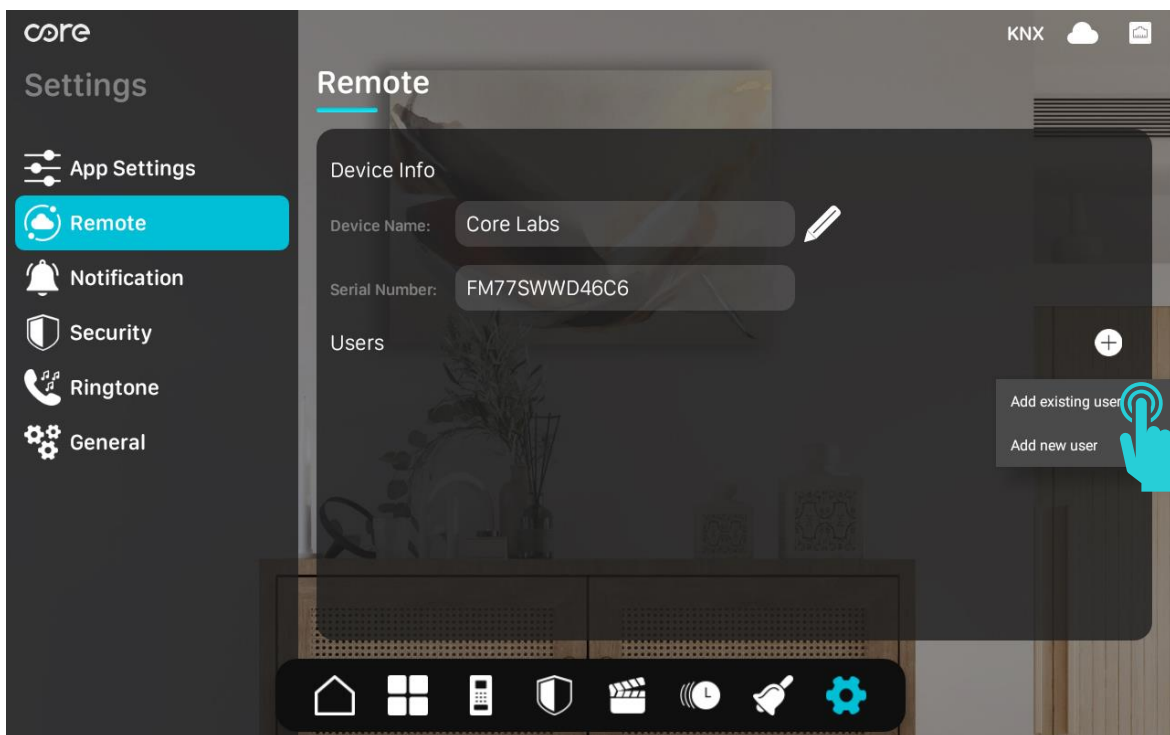 core
KNX
Settings
Remote
App Settings
Remote
Notification
Security
Ringtone
General
Device Info
Device Name: Core Labs
Serial Number: FM77SWWD46C6
Users
Add existing user
Add new user